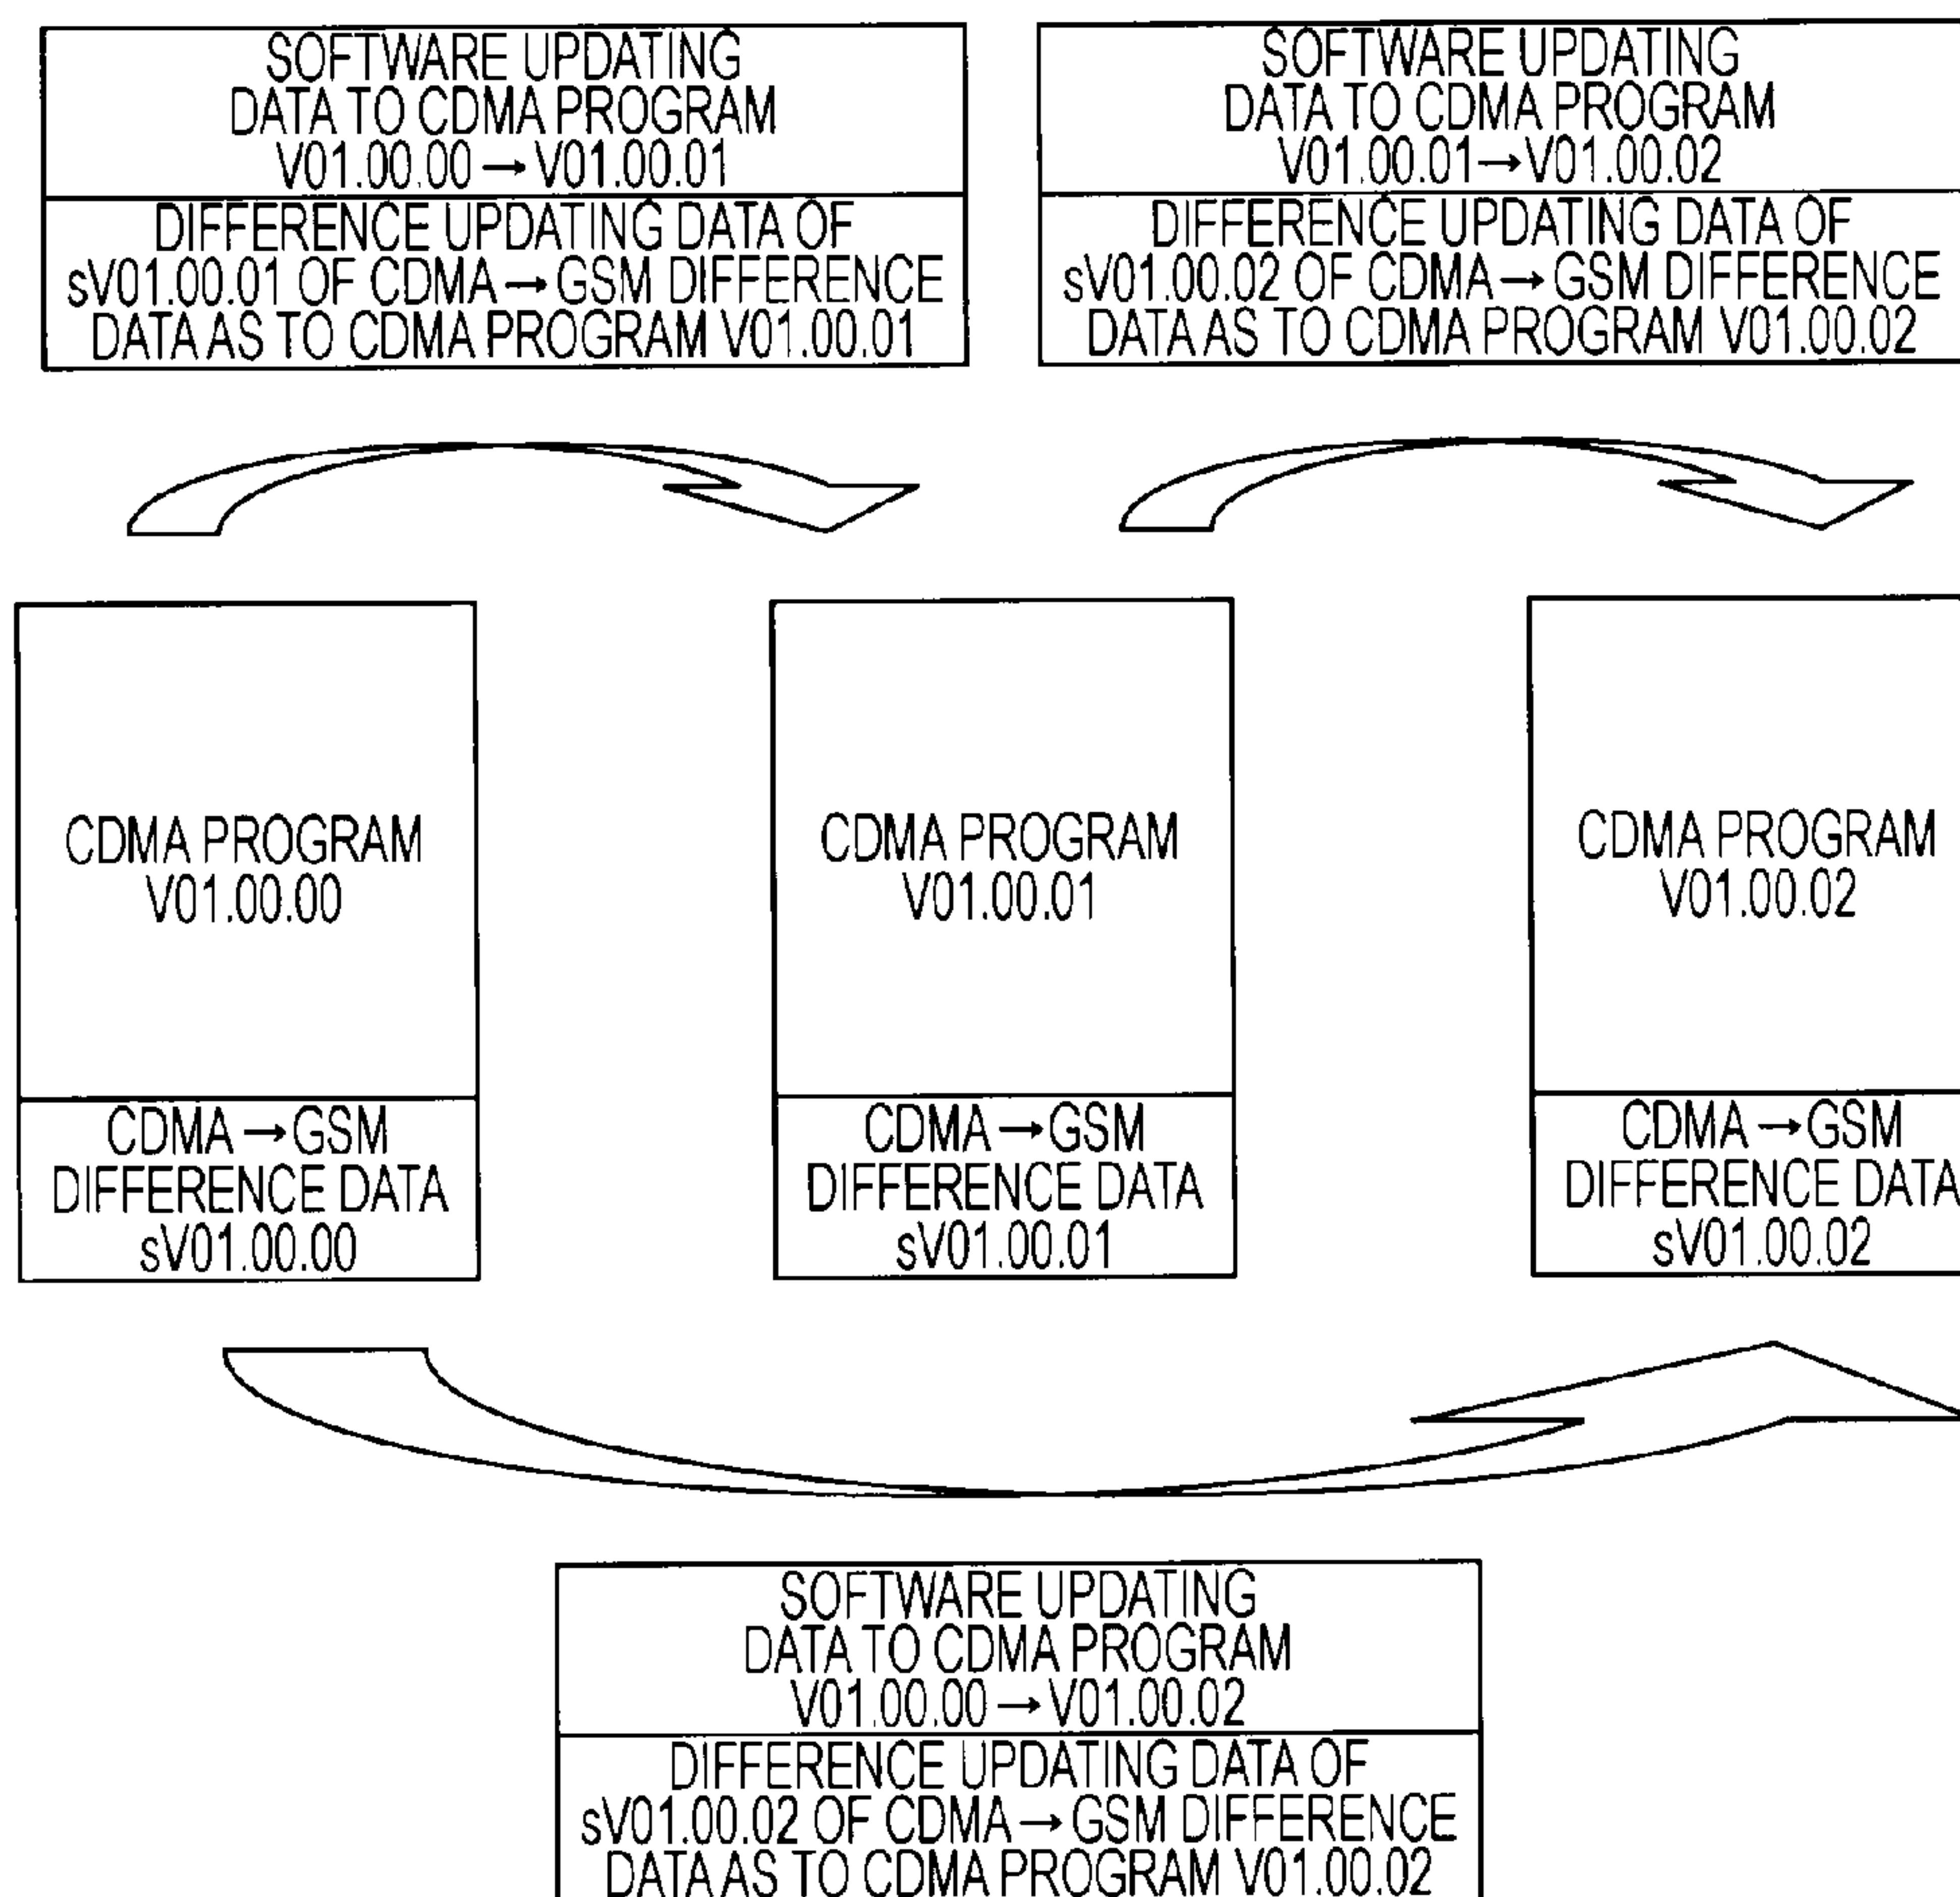 SOFTWARE UPDATING
DATA TO CDMA PROGRAM
V01.00.00 → V01.00.01
DIFFERENCE UPDATING DATA OF
sV01.00.01 OF CDMA → GSM DIFFERENCE
DATA AS TO CDMA PROGRAM V01.00.01
SOFTWARE UPDATING
DATA TO CDMA PROGRAM
V01.00.01 → V01.00.02
DIFFERENCE UPDATING DATA OF
sV01.00.02 OF CDMA → GSM DIFFERENCE
DATA AS TO CDMA PROGRAM V01.00.02
CDMA PROGRAM
V01.00.00
CDMA → GSM
DIFFERENCE DATA
sV01.00.00
CDMA PROGRAM
V01.00.01
CDMA → GSM
DIFFERENCE DATA
sV01.00.01
CDMA PROGRAM
V01.00.02
CDMA → GSM
DIFFERENCE DATA
sV01.00.02
SOFTWARE UPDATING
DATA TO CDMA PROGRAM
V01.00.00 → V01.00.02
DIFFERENCE UPDATING DATA OF
sV01.00.02 OF CDMA → GSM DIFFERENCE
DATA AS TO CDMA PROGRAM V01.00.02